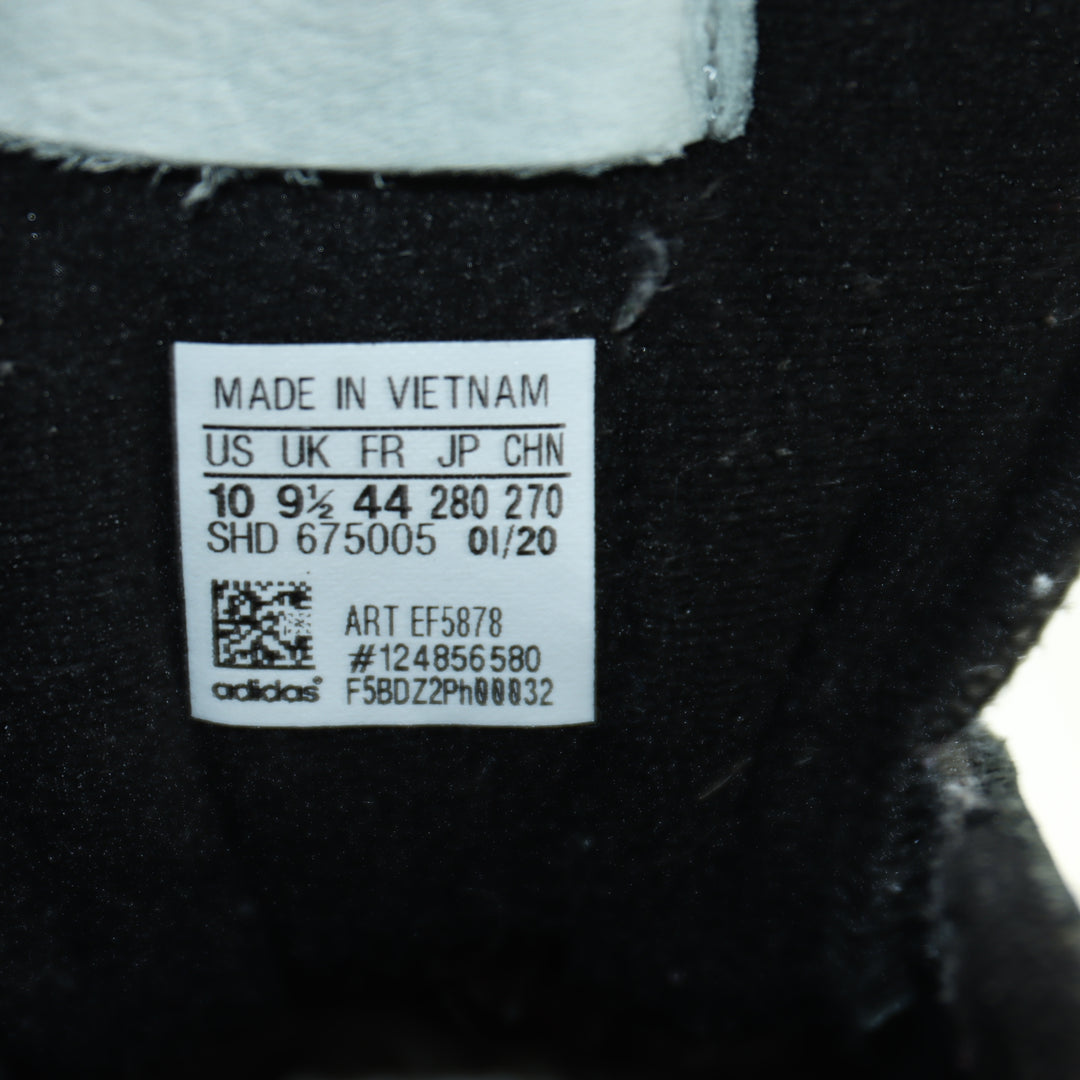 MADE IN VIETNAM
US UK FR JP CHN
10 9½ 44 280 270
SHD 675005 01/20
ART EF5878
#124856580
adidas® F5BDZ2Ph00032